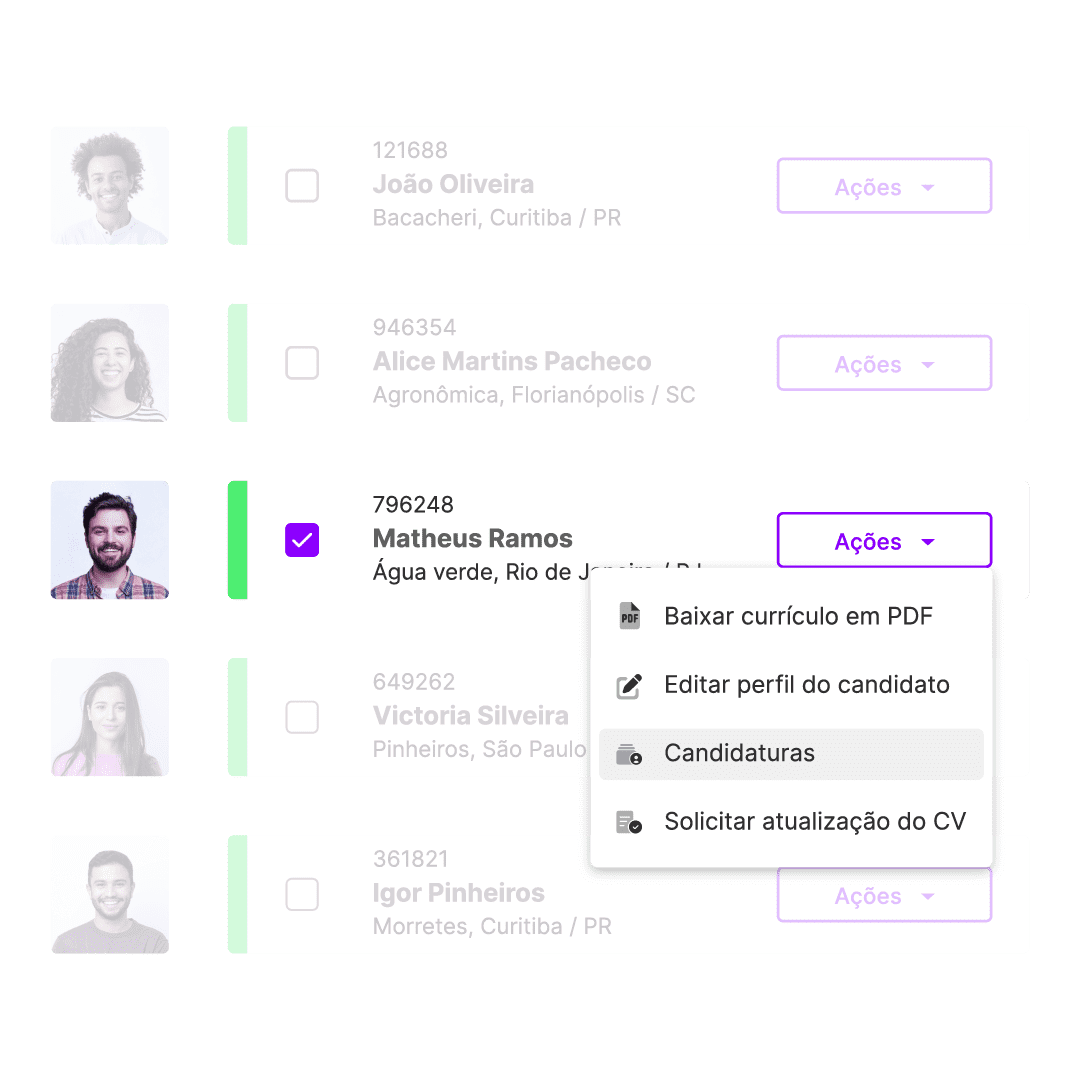 121688
João Oliveira
Bacacheri, Curitiba / PR
Ações
946354
Alice Martins Pacheco
Agronômica, Florianópolis / SC
Ações
796248
Matheus Ramos
Água verde, Rio de
Ações
PDF
Baixar currículo em PDF
Editar perfil do candidato
Candidaturas
Solicitar atualização do CV
649262
Victoria Silveira
Pinheiros, São Paulo
361821
Igor Pinheiros
Morretes, Curitiba / PR
Ações